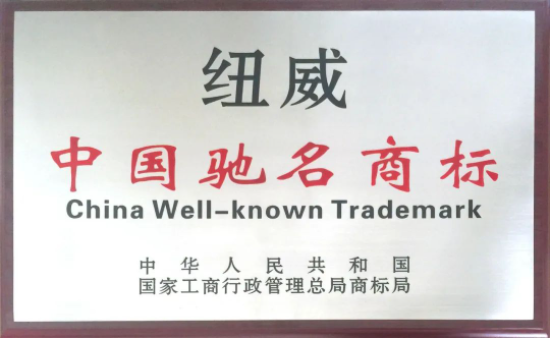 纽威
中国驰名商标
China Well-known Trademark
中华人民共和国
国家工商行政管理总局商标局